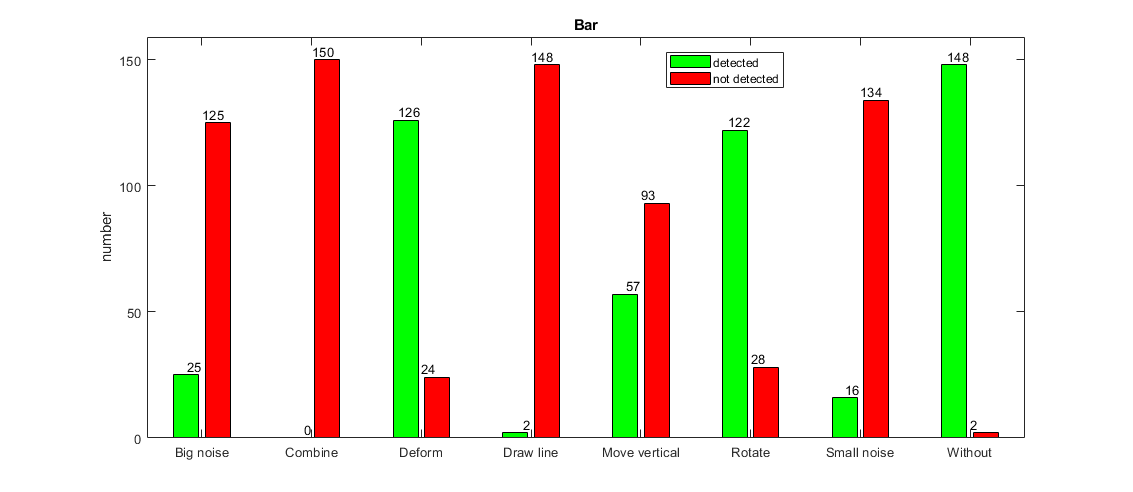 Bar
150
148
148
detected
not detected
150
125
126
122
134
100
93
number
57
50
25
24
28
16
0
2
2
0
Big noise
Combine
Deform
Draw line
Move vertical
Rotate
Small noise
Without